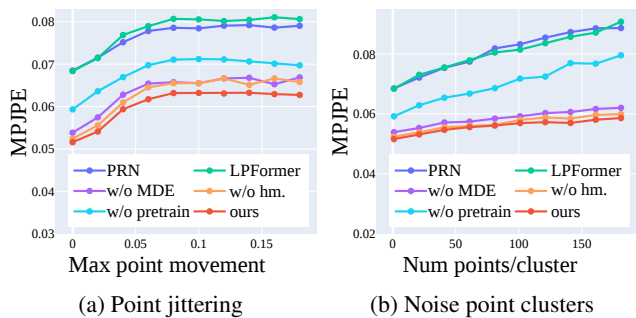 0.08
0.07
0.06
0.05
0.04
0.03
MPJPE
PRN
LPFormer
w/o MDE
w/o hm.
w/o pretrain
ours
0
0.05
0.1
0.15
Max point movement
(a) Point jittering
0.08
0.06
0.04
0.02
MPJPE
PRN
LPFormer
w/o MDE
w/o hm.
w/o pretrain
ours
0
50
100
150
Num points/cluster
(b) Noise point clusters